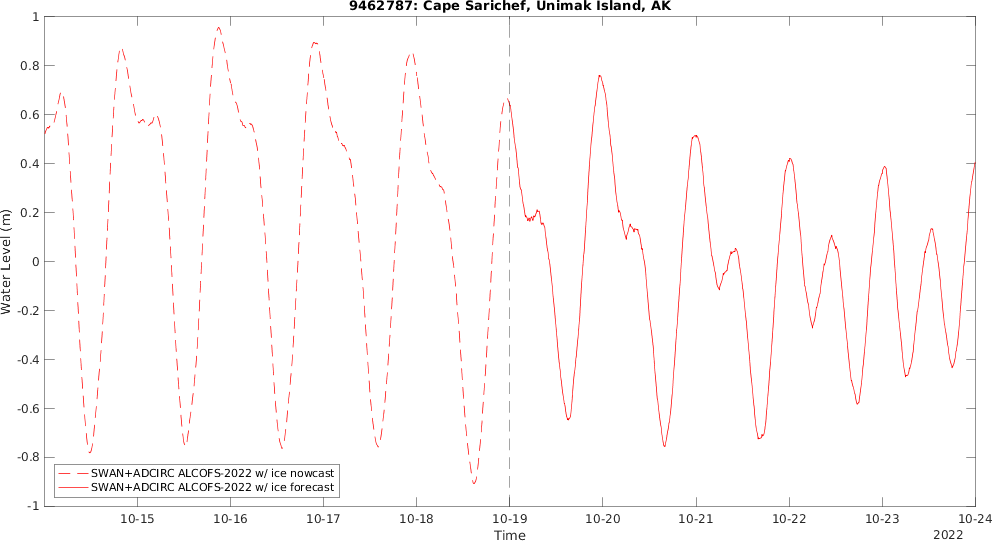 9462787: Cape Sarichef, Unimak Island, AK
1
0.8
0.6
0.4
0.2
0
-0.2
-0.4
-0.6
-0.8
-1
Water Level (m)
SWAN+ADCIRC ALCOFS-2022 w/ ice nowcast
SWAN+ADCIRC ALCOFS-2022 w/ ice forecast
10-15 10-16 10-17 10-18 10-19 10-20 10-21 10-22 10-23 10-24
Time
2022